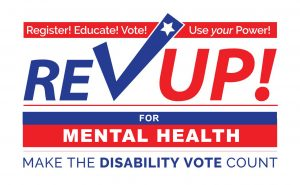 Register! Educate! Vote! Use your Power!
REV UP!
FOR
MENTAL HEALTH
MAKE THE DISABILITY VOTE COUNT